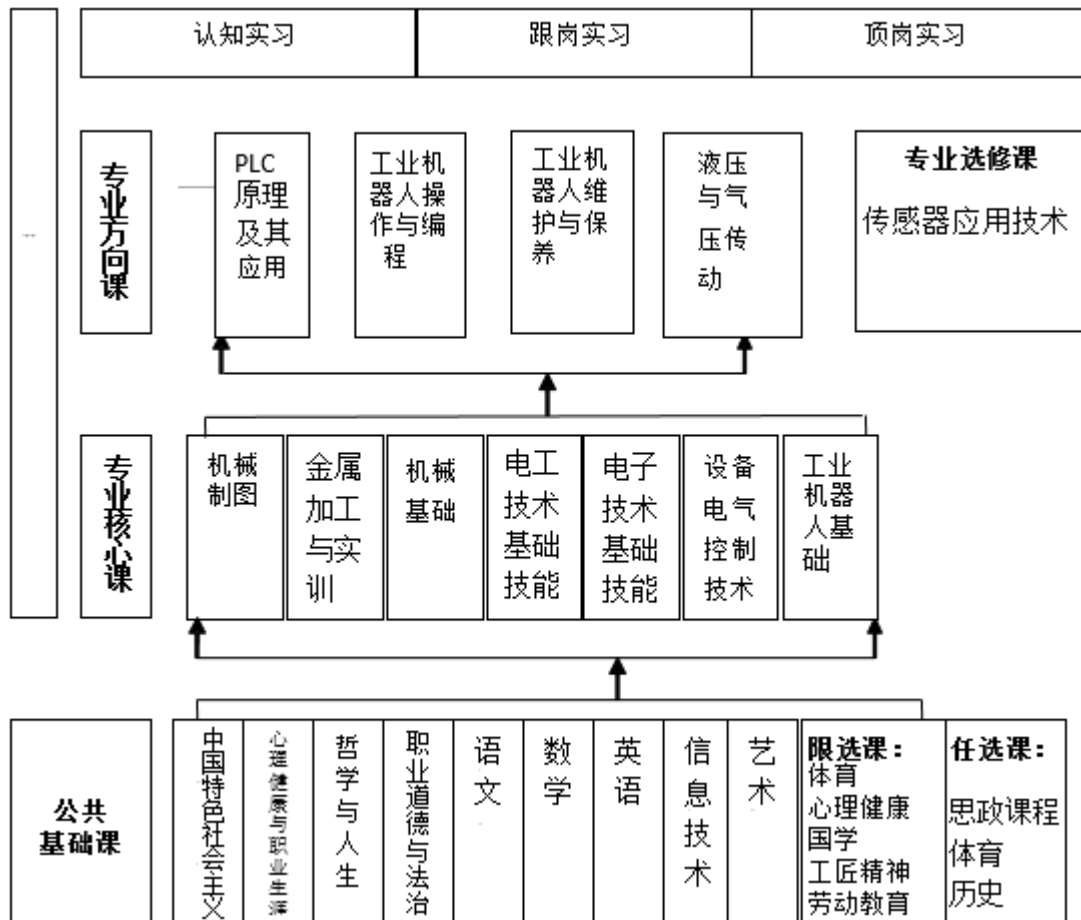 认知实习
跟岗实习
顶岗实习
专业方向课
PLC
原理
及其
应用
工业机
器人操
作与编
程
工业机
器人维
护与保
养
液压
与气
压传
动
专业选修课
传感器应用技术
专业核心课
机械
制图
金属
加工
与实
训
机械
基础
电工
技术
基础
技能
电子
技术
基础
技能
设备
电气
控制
技术
工业
机器
人基
础
公共
基础课
中国特色社会主义
心理健康与职业生涯
哲学与人生
职业道德与法治
语文
数学
英语
信息技术
艺术
限选课：
体育
心理健康
国学
工匠精神
劳动教育
任选课：
思政课程
体育
历史